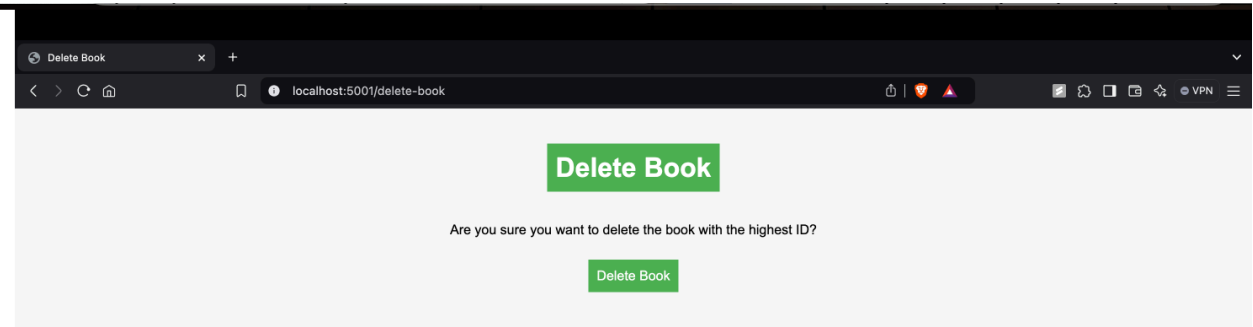 Delete Book
localhost:5001/delete-book
VPN
Delete Book
Are you sure you want to delete the book with the highest ID?
Delete Book